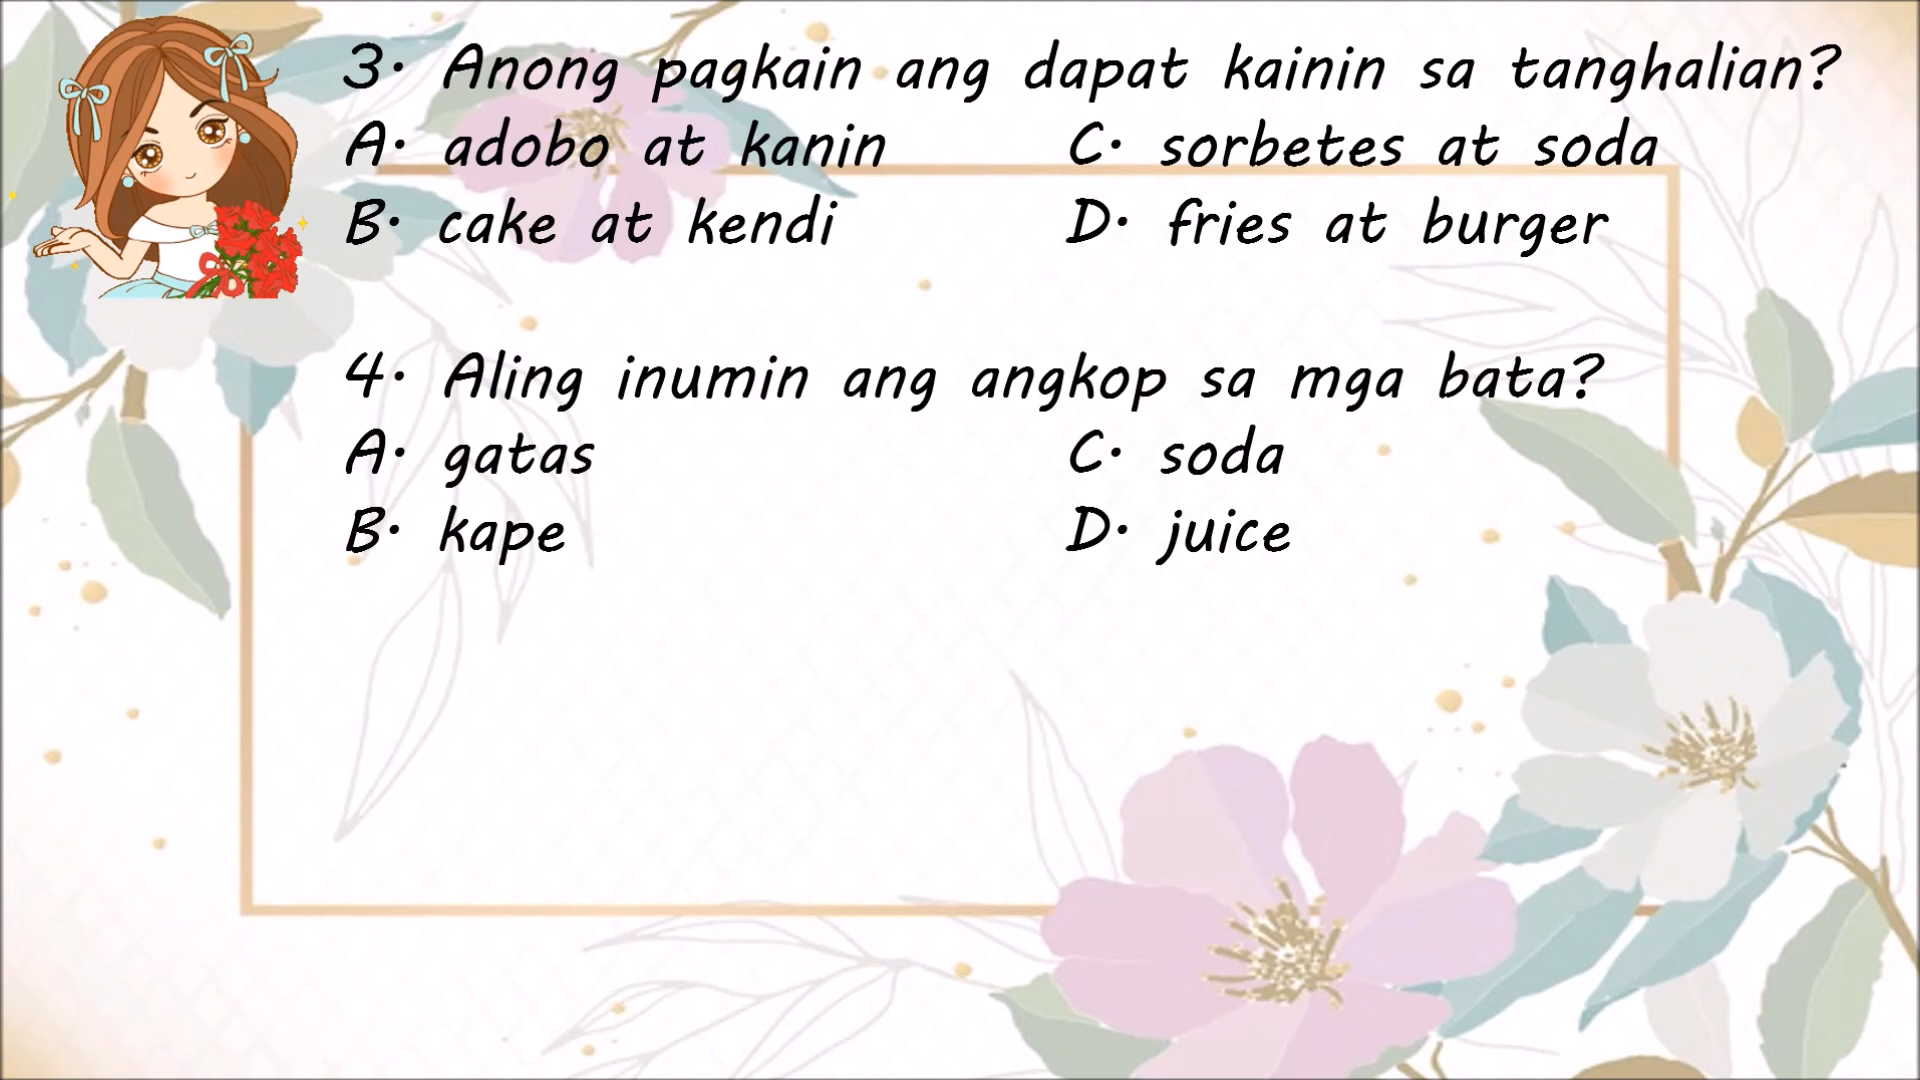 3. Anong pagkain ang dapat kainin sa tanghalian?
A. adobo at kanin C. sorbetes at soda
B. cake at kendi D. fries at burger
4. Aling inumin ang angkop sa mga bata?
A. gatas C. soda
B. kape D. juice